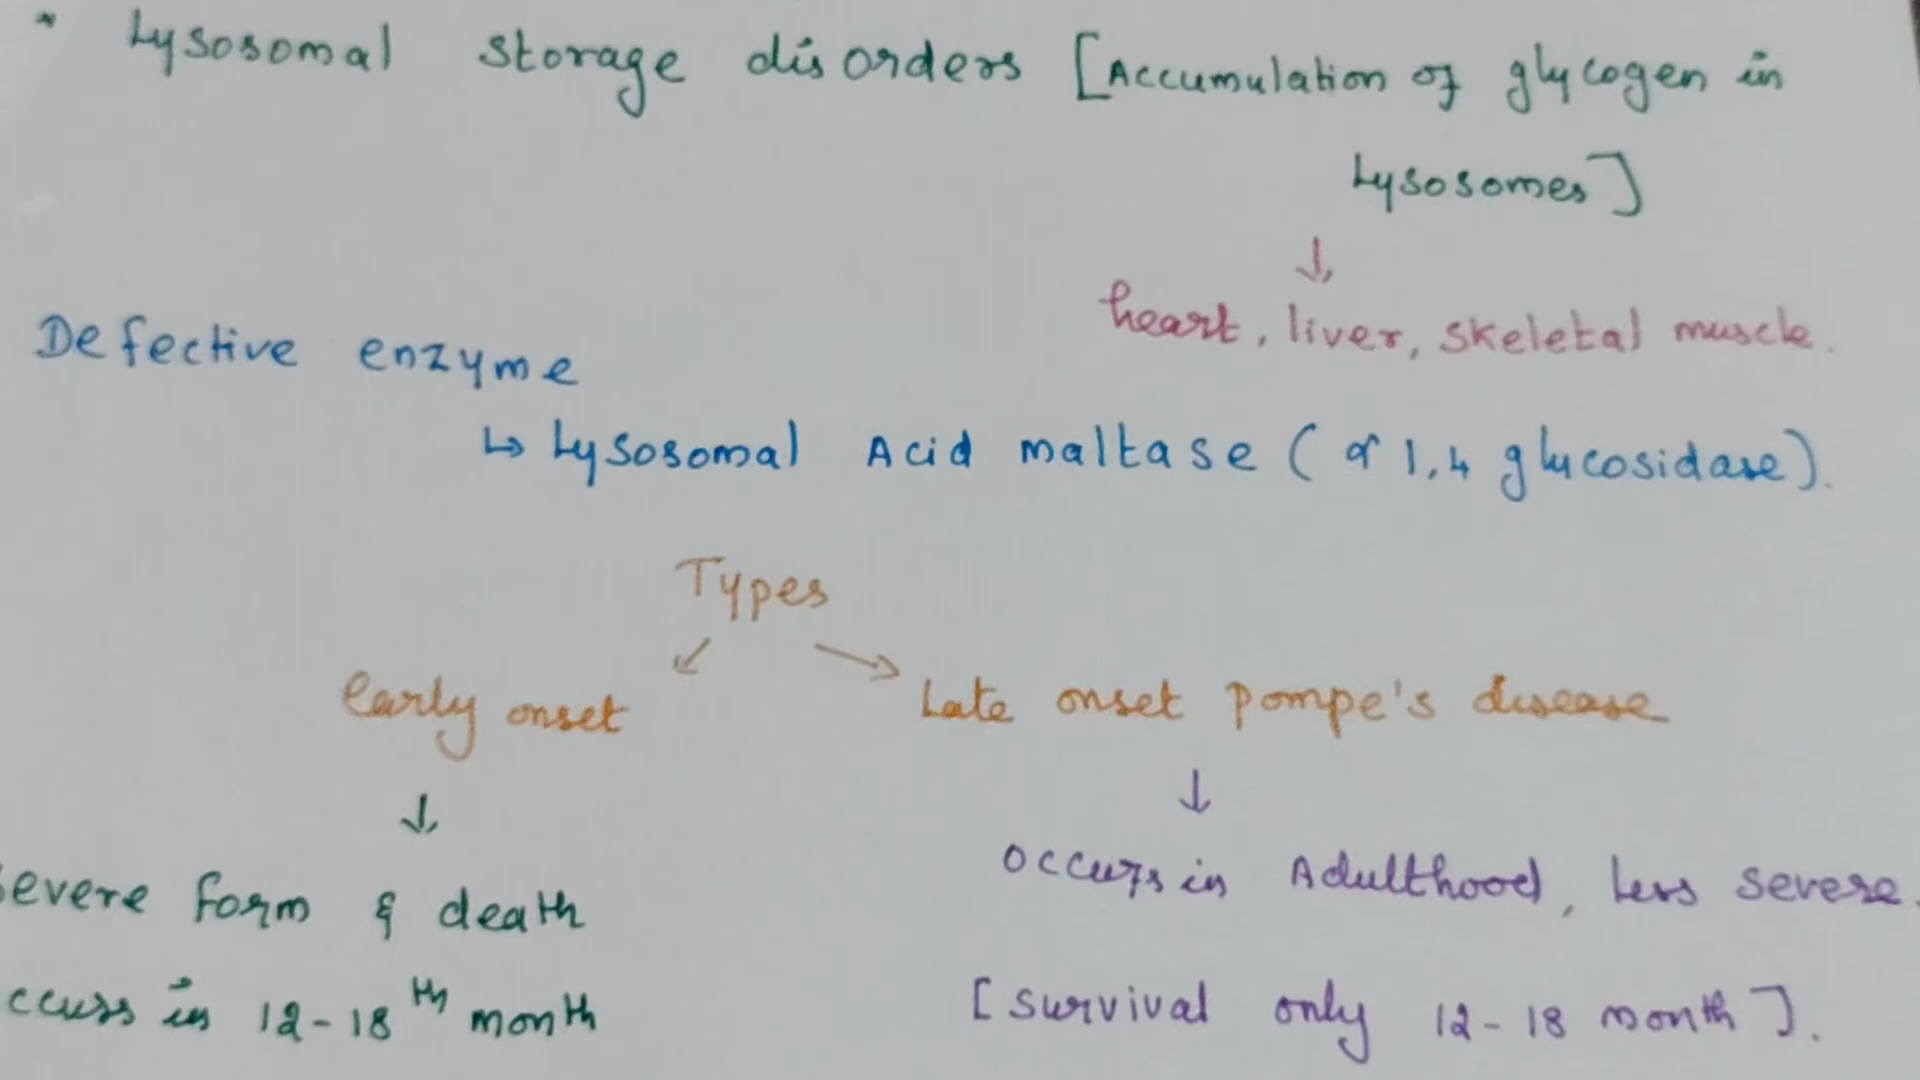 * Lysosomal storage disorders [Accumulation of glycogen in
Lysosomes]
↓
heart, liver, skeletal muscle.
Defective enzyme
↳ Lysosomal Acid maltase (α 1,4 glucosidase).
Types
↙ ↘
Early onset
Late onset pompe's disease
↓ ↓
Severe form & death
occurs in Adulthood, less severe.
ccurs in 12-18th month
[survival only 12-18 month].